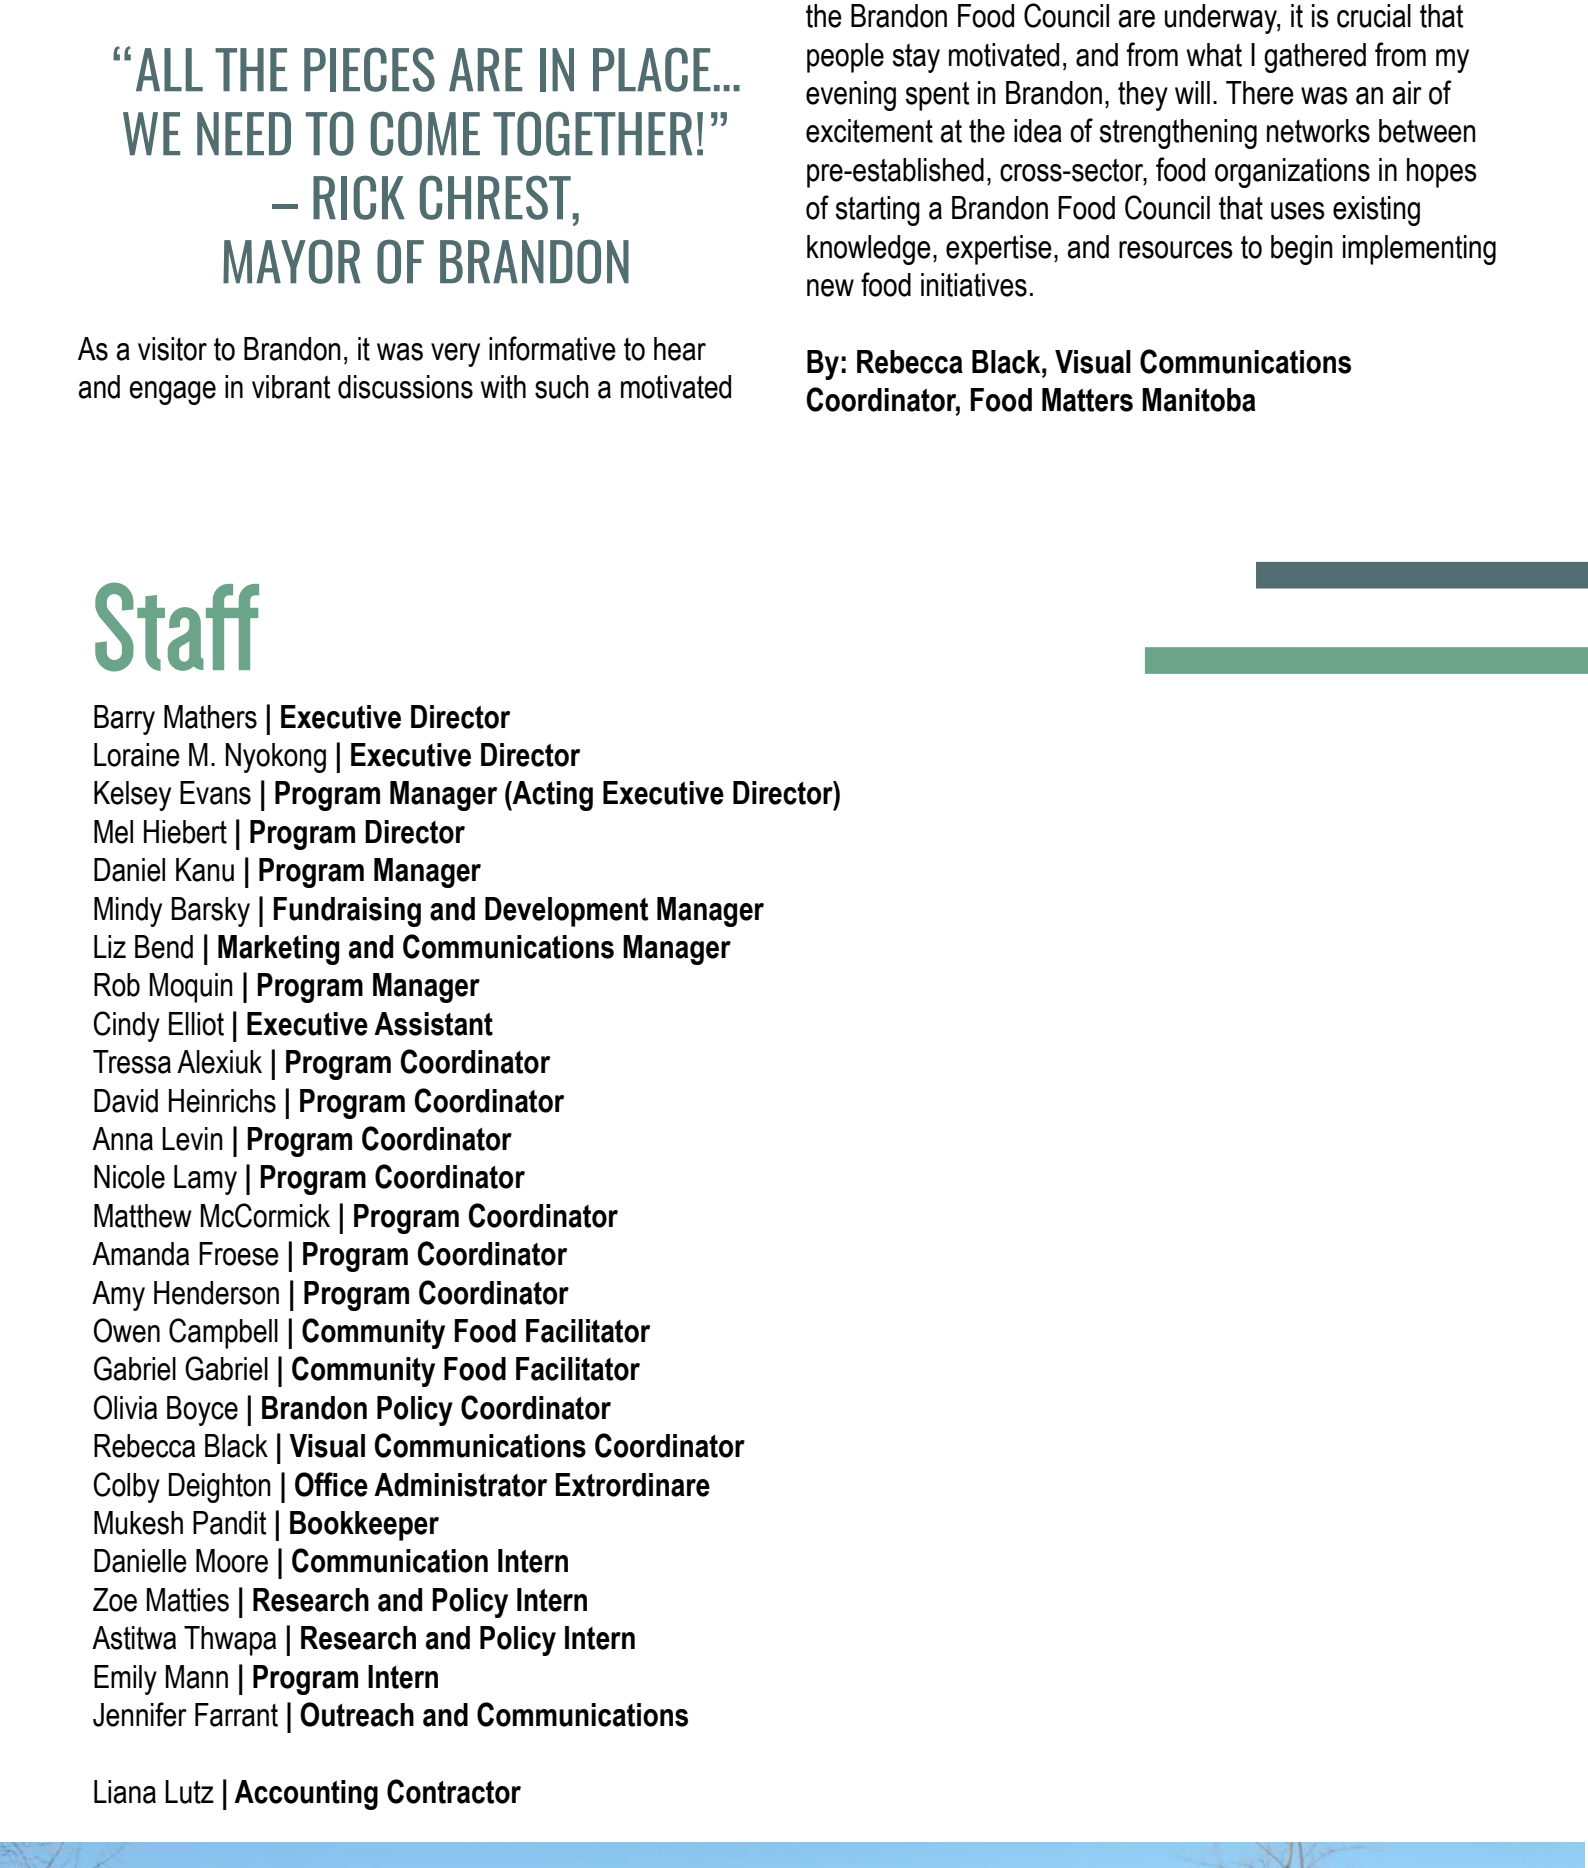 “ALL THE PIECES ARE IN PLACE...
WE NEED TO COME TOGETHER!”
– RICK CHREST,
MAYOR OF BRANDON
As a visitor to Brandon, it was very informative to hear
and engage in vibrant discussions with such a motivated
the Brandon Food Council are underway, it is crucial that
people stay motivated, and from what I gathered from my
evening spent in Brandon, they will. There was an air of
excitement at the idea of strengthening networks between
pre-established, cross-sector, food organizations in hopes
of starting a Brandon Food Council that uses existing
knowledge, expertise, and resources to begin implementing
new food initiatives.
By: Rebecca Black, Visual Communications
Coordinator, Food Matters Manitoba
Staff
Barry Mathers | Executive Director
Loraine M. Nyokong | Executive Director
Kelsey Evans | Program Manager (Acting Executive Director)
Mel Hiebert | Program Director
Daniel Kanu | Program Manager
Mindy Barsky | Fundraising and Development Manager
Liz Bend | Marketing and Communications Manager
Rob Moquin | Program Manager
Cindy Elliot | Executive Assistant
Tressa Alexiuk | Program Coordinator
David Heinrichs | Program Coordinator
Anna Levin | Program Coordinator
Nicole Lamy | Program Coordinator
Matthew McCormick | Program Coordinator
Amanda Froese | Program Coordinator
Amy Henderson | Program Coordinator
Owen Campbell | Community Food Facilitator
Gabriel Gabriel | Community Food Facilitator
Olivia Boyce | Brandon Policy Coordinator
Rebecca Black | Visual Communications Coordinator
Colby Deighton | Office Administrator Extrordinare
Mukesh Pandit | Bookkeeper
Danielle Moore | Communication Intern
Zoe Matties | Research and Policy Intern
Astitwa Thwapa | Research and Policy Intern
Emily Mann | Program Intern
Jennifer Farrant | Outreach and Communications
Liana Lutz | Accounting Contractor